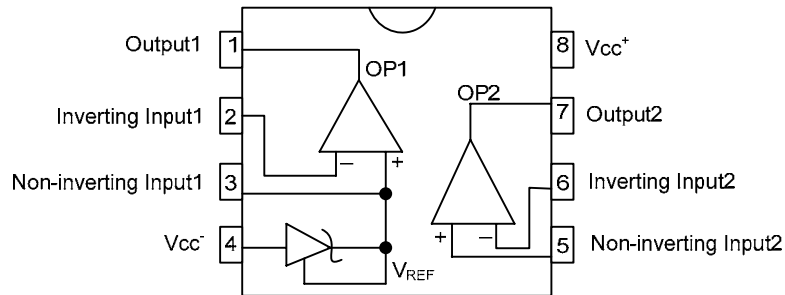 Output1 1
8 Vcc+
OP1
OP2
Inverting Input1 2
7 Output2
− +
Non-inverting Input1 3
6 Inverting Input2
+ −
Vcc- 4
5 Non-inverting Input2
VREF